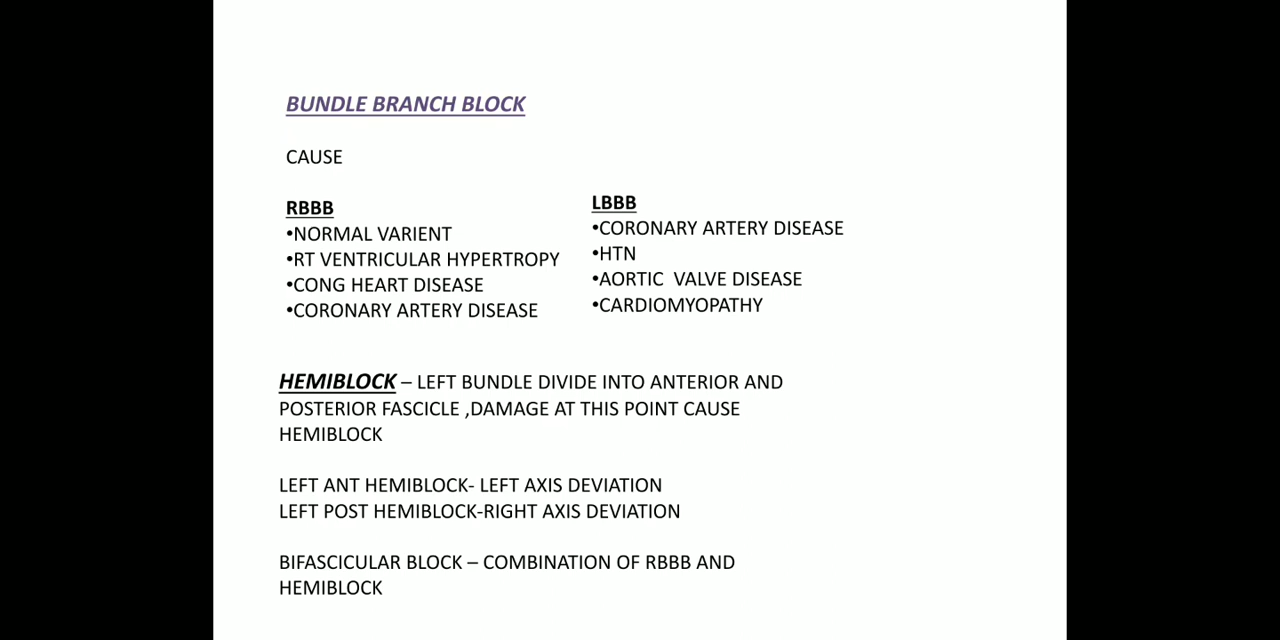 BUNDLE BRANCH BLOCK
CAUSE
RBBB
•NORMAL VARIENT
•RT VENTRICULAR HYPERTROPY
•CONG HEART DISEASE
•CORONARY ARTERY DISEASE
LBBB
•CORONARY ARTERY DISEASE
•HTN
•AORTIC  VALVE DISEASE
•CARDIOMYOPATHY
HEMIBLOCK – LEFT BUNDLE DIVIDE INTO ANTERIOR AND
POSTERIOR FASCICLE ,DAMAGE AT THIS POINT CAUSE
HEMIBLOCK
LEFT ANT HEMIBLOCK- LEFT AXIS DEVIATION
LEFT POST HEMIBLOCK-RIGHT AXIS DEVIATION
BIFASCICULAR BLOCK – COMBINATION OF RBBB AND
HEMIBLOCK